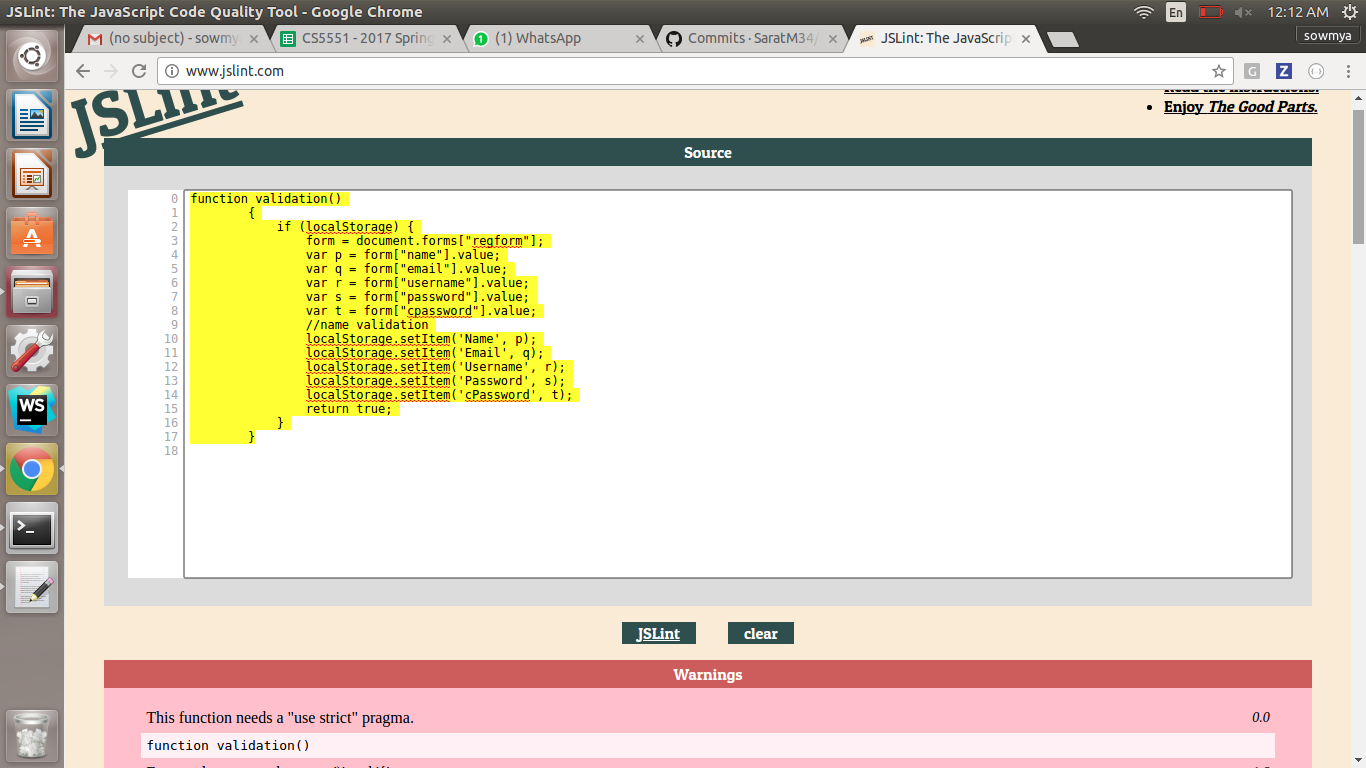 JSLint: The JavaScript Code Quality Tool - Google Chrome
En
12:12 AM
(no subject) - sowmy
CS5551 - 2017 Spring
(1) WhatsApp
Commits · SaratM34/
JSLint: The JavaScrip
sowmya
www.jslint.com
JSLint
Read the instructions.
Enjoy The Good Parts.
Source
0 function validation()
1 {
2 if (localStorage) {
3 form = document.forms["regform"];
4 var p = form["name"].value;
5 var q = form["email"].value;
6 var r = form["username"].value;
7 var s = form["password"].value;
8 var t = form["cpassword"].value;
9 //name validation
10 localStorage.setItem('Name', p);
11 localStorage.setItem('Email', q);
12 localStorage.setItem('Username', r);
13 localStorage.setItem('Password', s);
14 localStorage.setItem('cPassword', t);
15 return true;
16 }
17 }
18
JSLint clear
Warnings
This function needs a "use strict" pragma. 0.0
function validation()